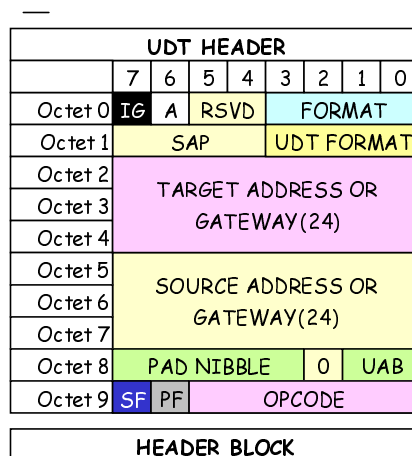 UDT HEADER
7 6 5 4 3 2 1 0
Octet 0 IG A RSVD FORMAT
Octet 1 SAP UDT FORMAT
Octet 2
TARGET ADDRESS OR
Octet 3
GATEWAY(24)
Octet 4
Octet 5
SOURCE ADDRESS OR
Octet 6
GATEWAY(24)
Octet 7
Octet 8 PAD NIBBLE 0 UAB
Octet 9 SF PF OPCODE
HEADER BLOCK